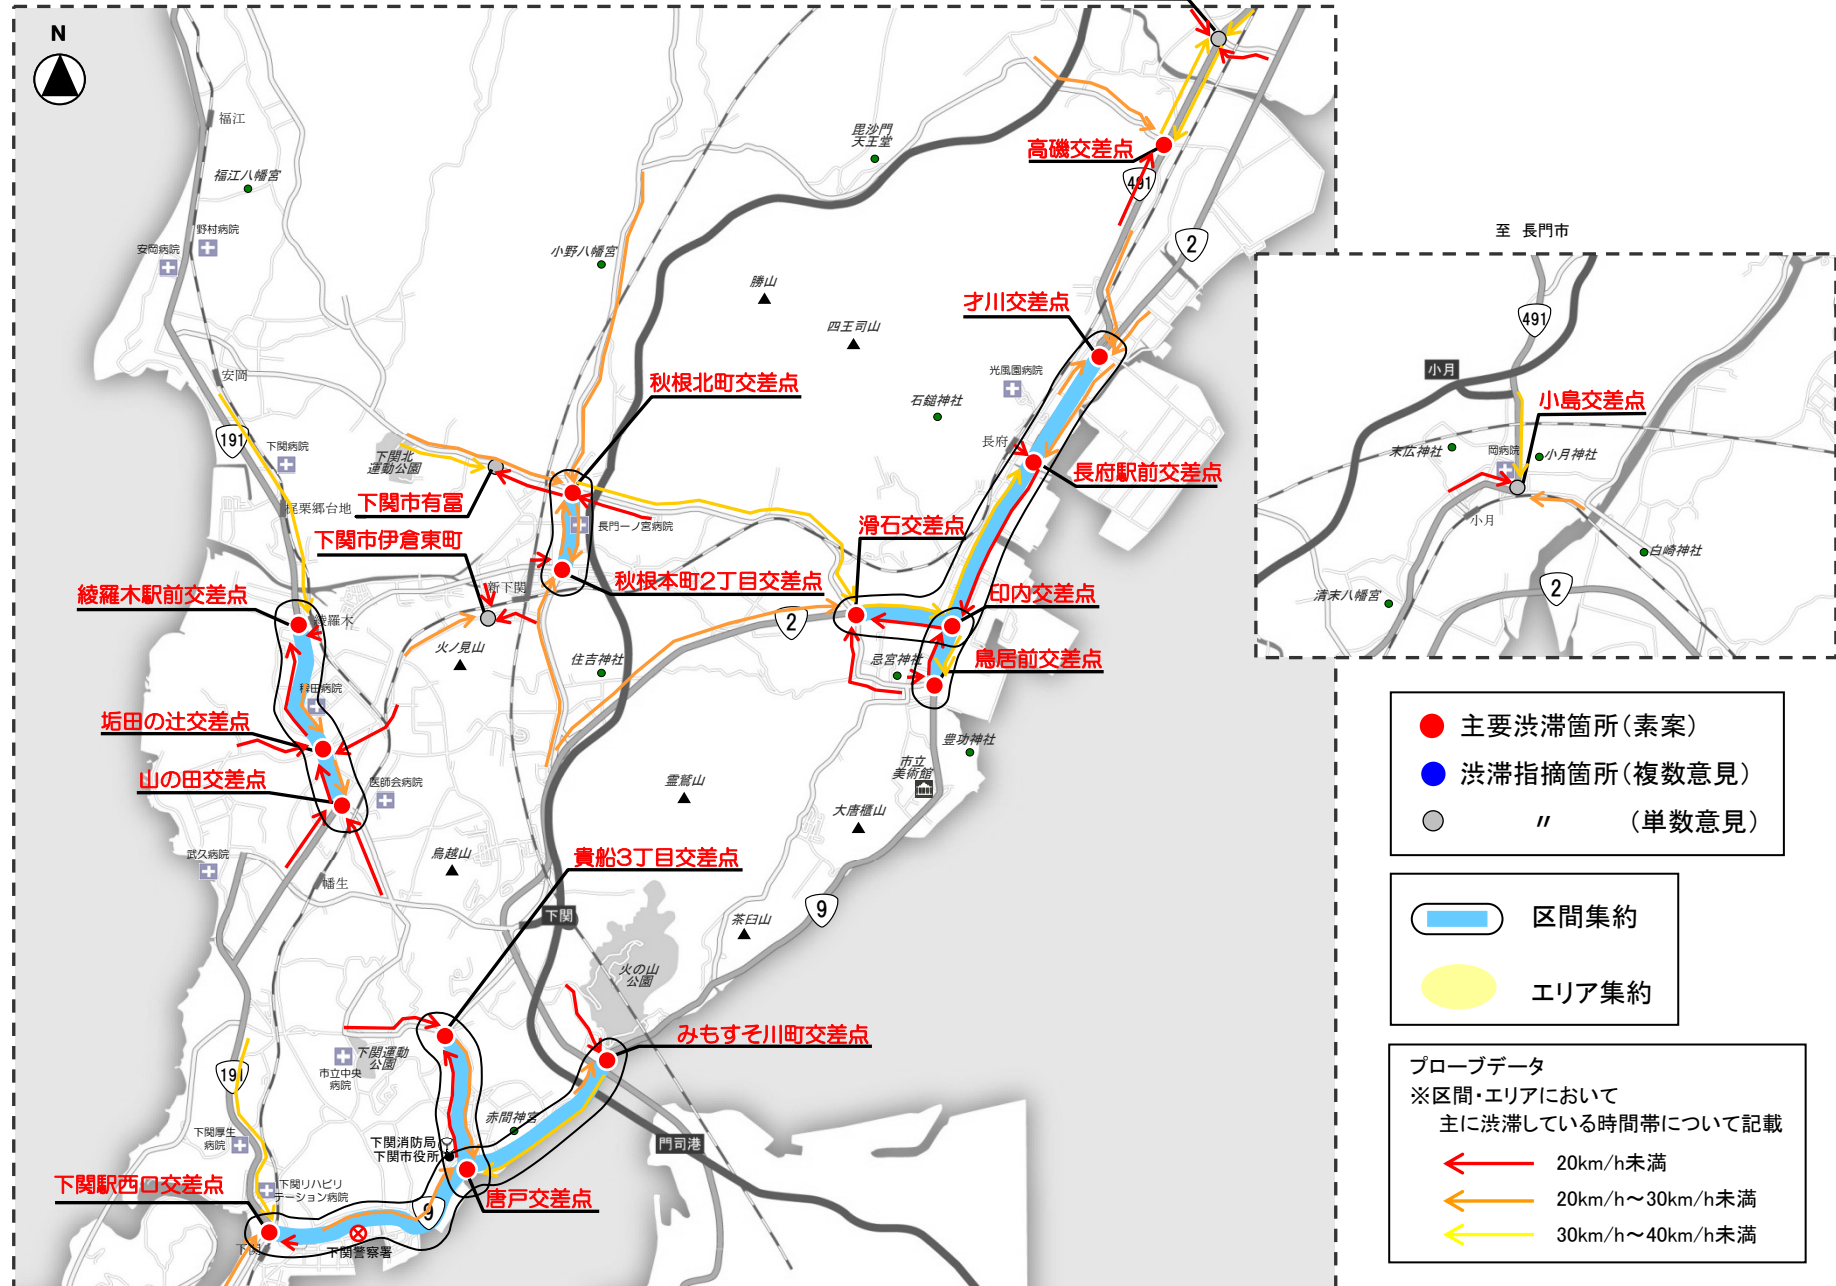 N
福江
福江八幡宮
野村病院
安岡病院
毘沙門
天王堂
高磯交差点
491
2
小野八幡宮
勝山
四王司山
才川交差点
光風園病院
石鎚神社
長府
長府駅前交差点
秋根北町交差点
安岡
191
下関病院
下関北
運動公園
梶栗郷台地
下関市有冨
長門一ノ宮病院
下関市伊倉東町
新下関
秋根本町2丁目交差点
滑石交差点
印内交差点
綾羅木駅前交差点
綾羅木
火ノ見山
住吉神社
2
忌宮神社
鳥居前交差点
稗田病院
垢田の辻交差点
山の田交差点
医師会病院
豊功神社
市立
美術館
霊鷲山
大唐櫃山
武久病院
幡生
鳥越山
貴船3丁目交差点
下関
茶臼山
9
火の山
公園
みもすそ川町交差点
下関運動
公園
市立中央
病院
191
赤間神宮
下関厚生
病院
下関消防局
下関市役所
門司港
下関駅西口交差点
下関リハビリ
テーション病院
唐戸交差点
9
下関
下関警察署
至 長門市
491
小月
小島交差点
末広神社
岡病院
小月神社
小月
白崎神社
2
清末八幡宮
主要渋滞箇所(素案)
渋滞指摘箇所(複数意見)
〃 (単数意見)
区間集約
エリア集約
プローブデータ
※区間・エリアにおいて
主に渋滞している時間帯について記載
20km/h未満
20km/h～30km/h未満
30km/h～40km/h未満